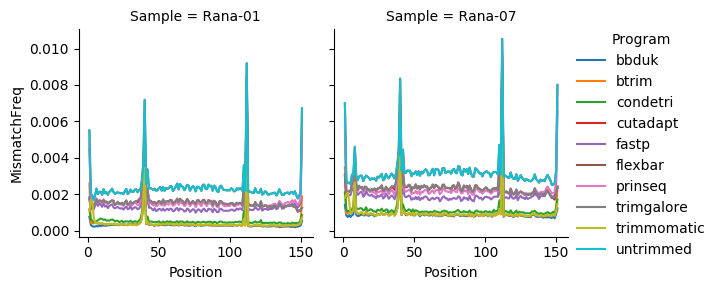 Sample = Rana-01
Sample = Rana-07
MismatchFreq
0.010
0.008
0.006
0.004
0.002
0.000
0
50
100
150
0
50
100
150
Position
Position
Program
bbduk
btrim
condetri
cutadapt
fastp
flexbar
prinseq
trimgalore
trimmomatic
untrimmed